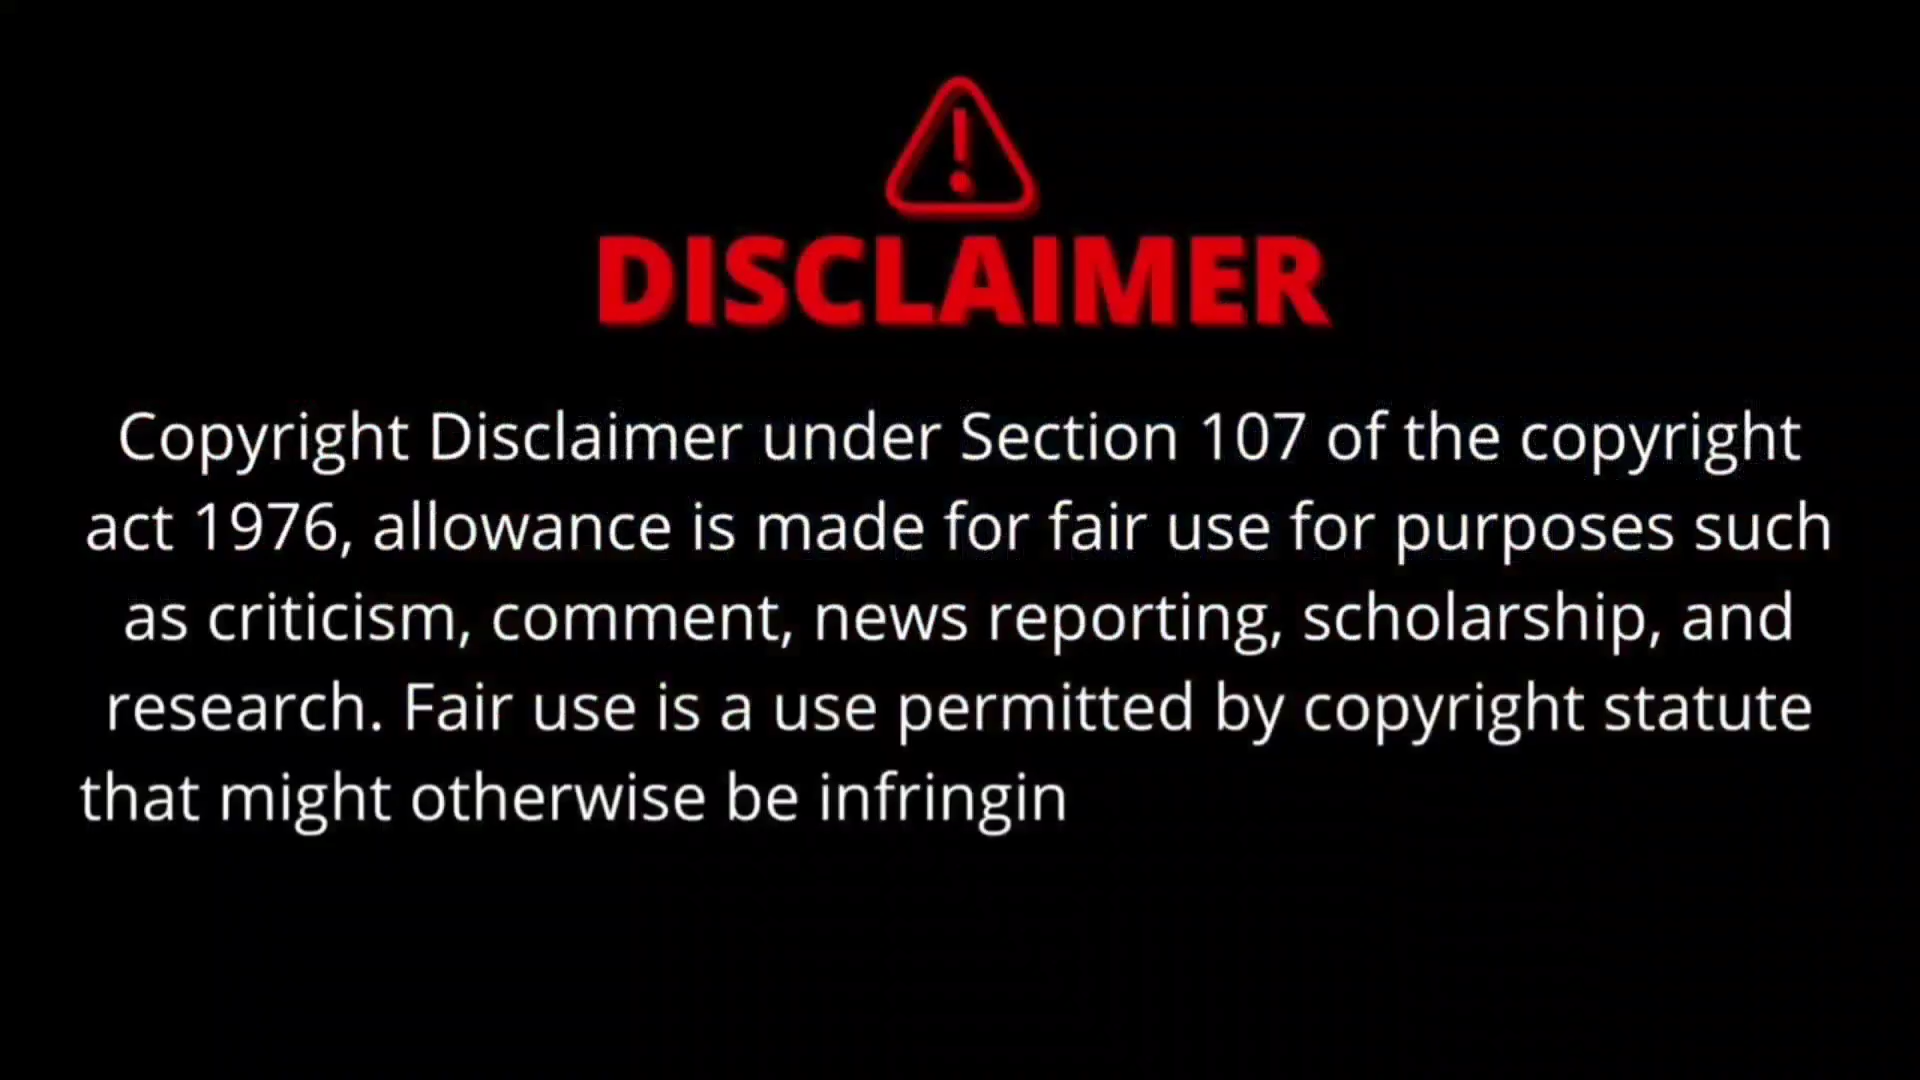 DISCLAIMER
Copyright Disclaimer under Section 107 of the copyright
act 1976, allowance is made for fair use for purposes such
as criticism, comment, news reporting, scholarship, and
research. Fair use is a use permitted by copyright statute
that might otherwise be infringin